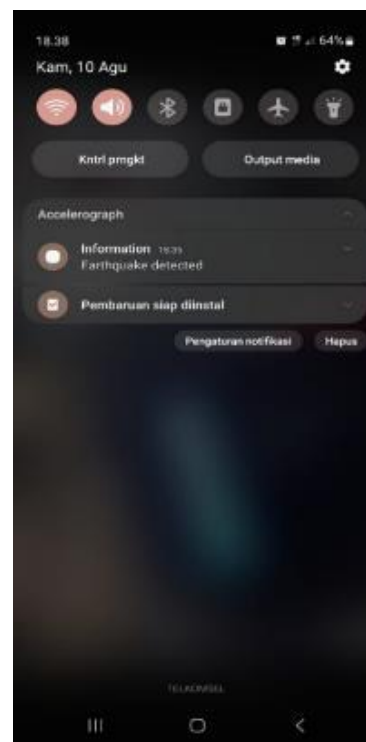 18.38
64%
Kam, 10 Agu
Kntrl prngkt
Output media
Accelerograph
Information
Earthquake detected
Pembaruan siap diinstal
Pengaturan notifikasi
Hapus
TELKOMSEL